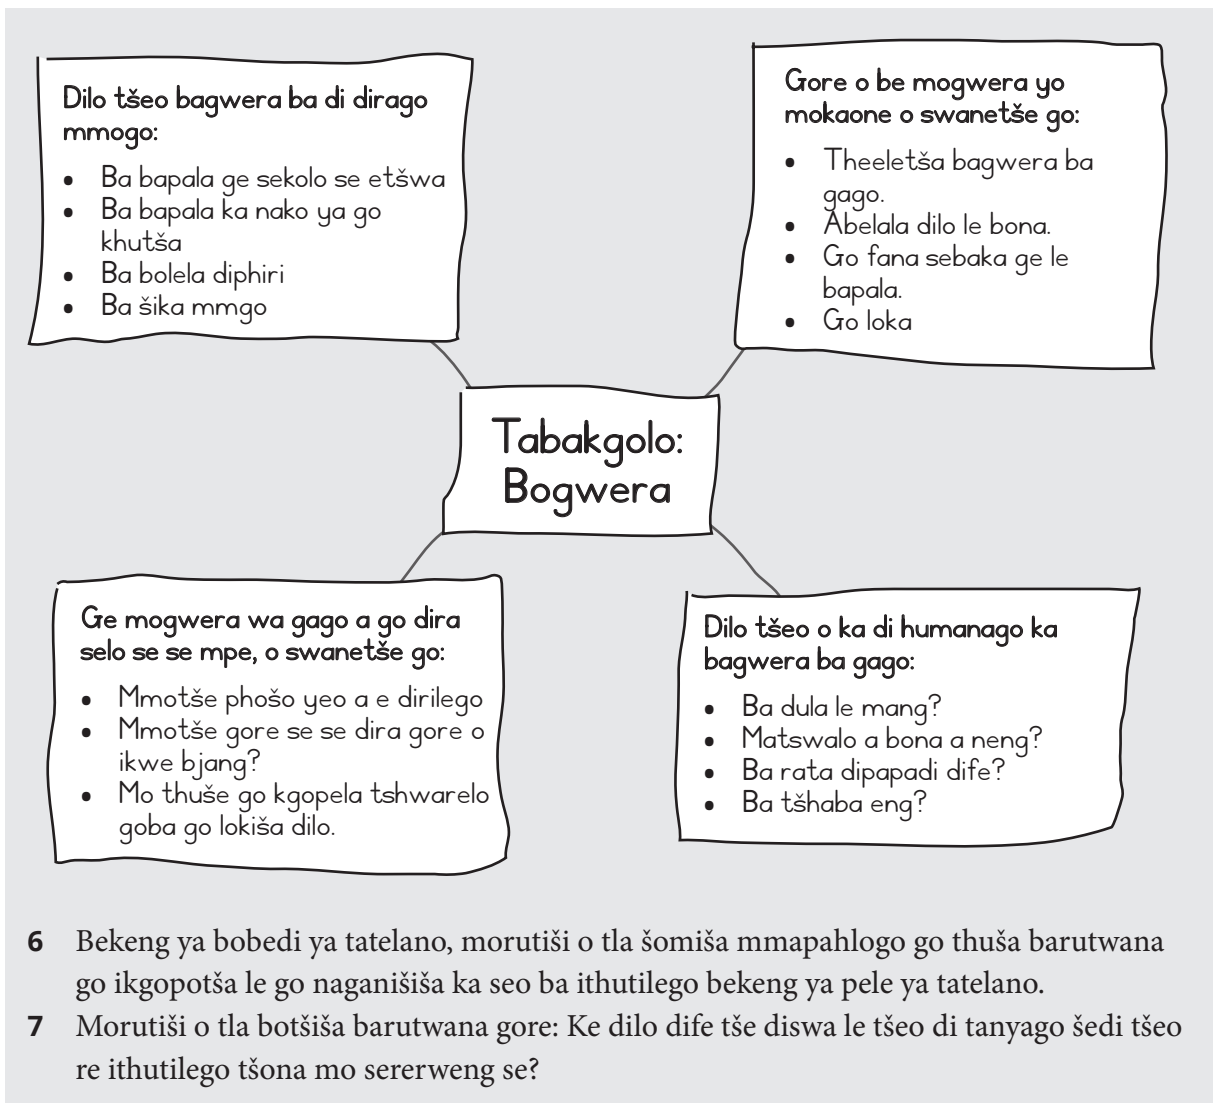 Dilo tšeo bagwera ba di dirago
mmogo:
• Ba bapala ge sekolo se etšwa
• Ba bapala ka nako ya go
khutša
• Ba bolela diphiri
• Ba šika mmgo
Gore o be mogwera yo
mokaone o swanetše go:
• Theeletša bagwera ba
gago.
• Abelala dilo le bona.
• Go fana sebaka ge le
bapala.
• Go loka
Tabakgolo:
Bogwera
Ge mogwera wa gago a go dira
selo se se mpe, o swanetše go:
• Mmotše phošo yeo a e dirilego
• Mmotše gore se se dira gore o
ikwe bjang?
• Mo thuše go kgopela tshwarelo
goba go lokiša dilo.
Dilo tšeo o ka di humanago ka
bagwera ba gago:
• Ba dula le mang?
• Matswalo a bona a neng?
• Ba rata dipapadi dife?
• Ba tšhaba eng?
6 Bekeng ya bobedi ya tatelano, morutiši o tla šomiša mmapahlogo go thuša barutwana
go ikgopotša le go naganišiša ka seo ba ithutilego bekeng ya pele ya tatelano.
7 Morutiši o tla botšiša barutwana gore: Ke dilo dife tše diswa le tšeo di tanyago šedi tšeo
re ithutilego tšona mo sererweng se?